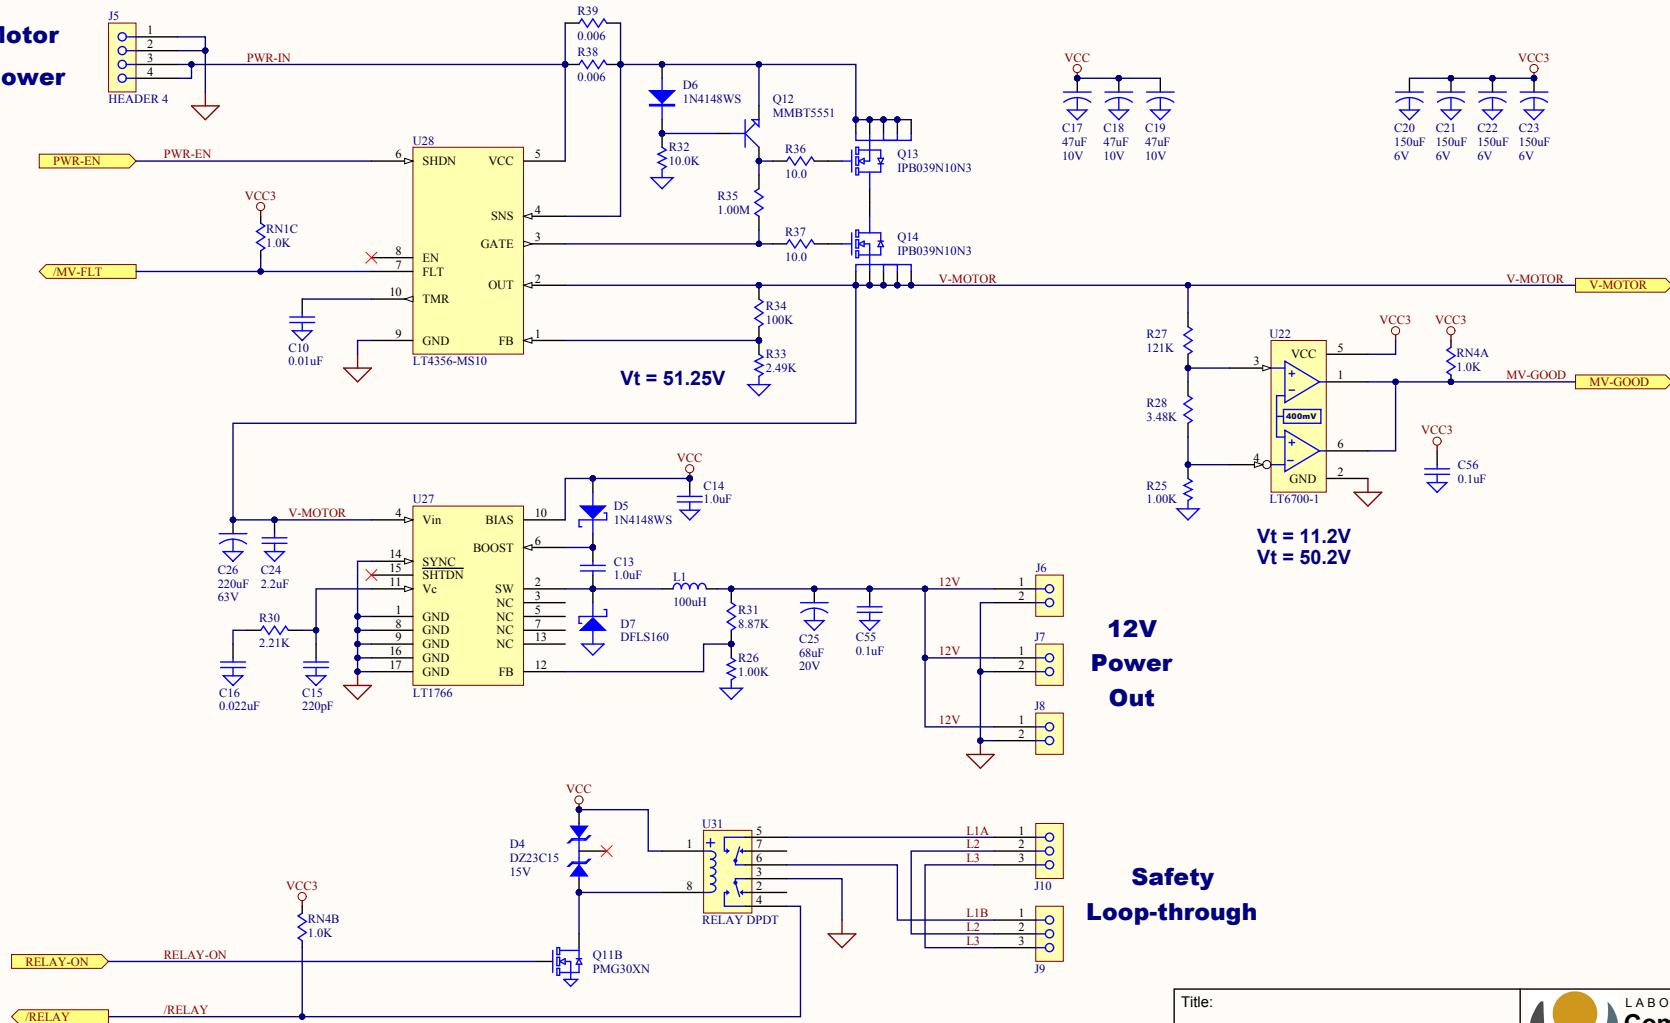 Motor
Power
J5
1
2
3
4
HEADER 4
PWR-IN
R39
0.006
R38
0.006
D6
1N4148WS
Q12
MMBT5551
R32
10.0K
R36
10.0
Q13
IPB039N10N3
R35
1.00M
R37
10.0
Q14
IPB039N10N3
VCC
C17
47uF
10V
C18
47uF
10V
C19
47uF
10V
VCC3
C20
150uF
6V
C21
150uF
6V
C22
150uF
6V
C23
150uF
6V
PWR-EN
PWR-EN
U28
6
SHDN
VCC
5
SNS
4
GATE
3
8
EN
7
FLT
OUT
2
10
TMR
9
GND
FB
1
LT4356-MS10
VCC3
RN1C
1.0K
/MV-FLT
C10
0.01uF
R34
100K
R33
2.49K
Vt = 51.25V
V-MOTOR
V-MOTOR
V-MOTOR
R27
121K
R28
3.48K
R25
1.00K
U22
3
VCC
5
1
400mV
4
6
GND
2
LT6700-1
VCC3
VCC3
RN4A
1.0K
MV-GOOD
MV-GOOD
VCC3
C56
0.1uF
Vt = 11.2V
Vt = 50.2V
V-MOTOR
C26
220uF
63V
C24
2.2uF
R30
2.21K
C16
0.022uF
C15
220pF
U27
4
Vin
BIAS
10
BOOST
6
14
SYNC
15
SHTDN
11
Vc
SW
2
NC
3
1
GND
NC
5
8
GND
NC
7
9
GND
NC
13
16
GND
17
GND
FB
12
LT1766
VCC
C14
1.0uF
D5
1N4148WS
C13
1.0uF
L1
100uH
D7
DFLS160
R31
8.87K
R26
1.00K
C25
68uF
20V
C55
0.1uF
12V
J6
1
2
12V
J7
1
2
12V
J8
1
2
12V
Power
Out
VCC
D4
DZ23C15
15V
U31
1
8
5
7
6
3
2
4
RELAY DPDT
L1A
L2
L3
1
2
3
J10
L1B
L2
L3
1
2
3
J9
Safety
Loop-through
VCC3
RN4B
1.0K
RELAY-ON
RELAY-ON
Q11B
PMG30XN
/RELAY
/RELAY
Title:
LABO